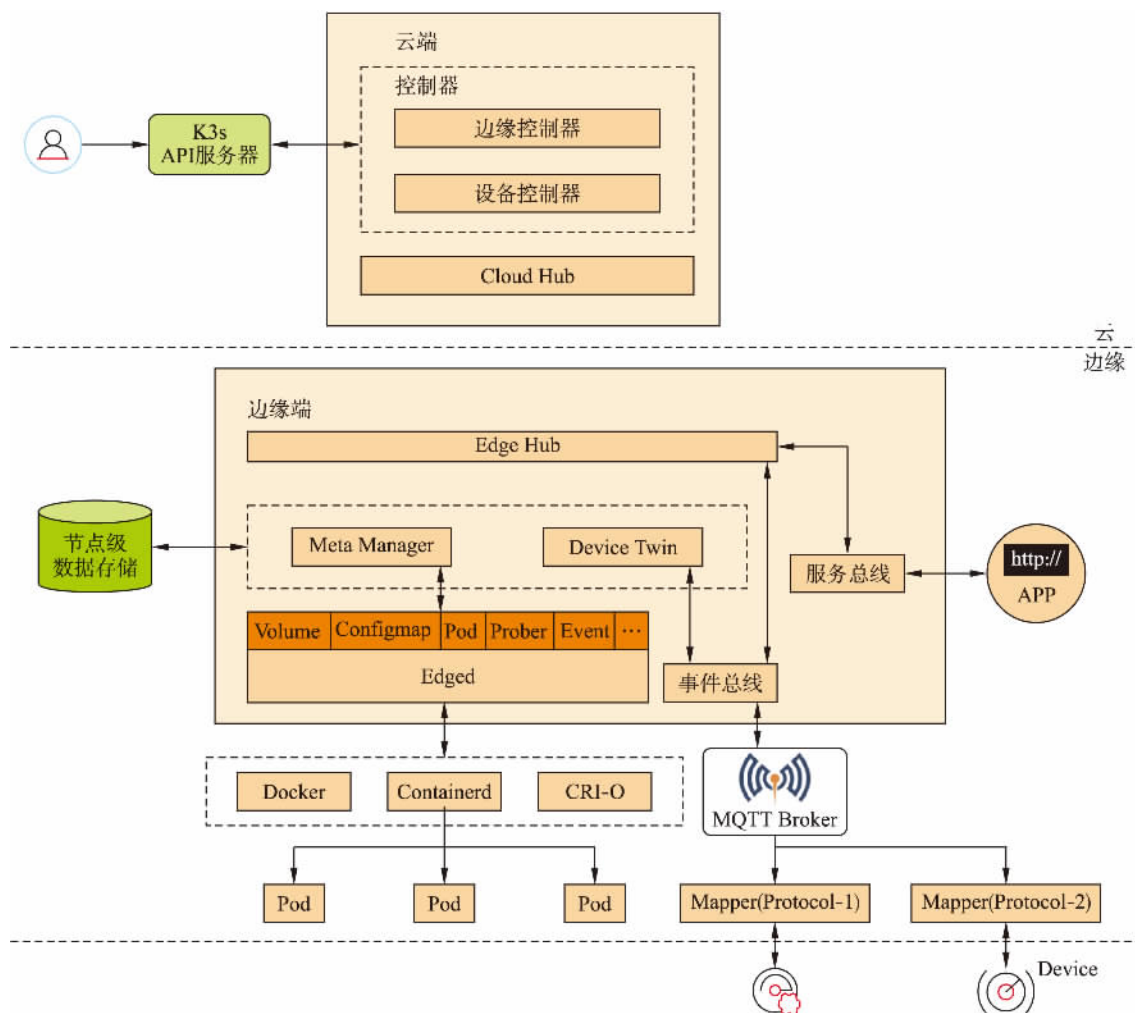 云端
控制器
K3s
API服务器
边缘控制器
设备控制器
Cloud Hub
云
边缘
边缘端
Edge Hub
节点级
数据存储
Meta Manager
Device Twin
服务总线
http://
APP
Volume
Configmap
Pod
Prober
Event
...
Edged
事件总线
Docker
Containerd
CRI-O
MQTT Broker
Pod
Pod
Pod
Mapper(Protocol-1)
Mapper(Protocol-2)
Device